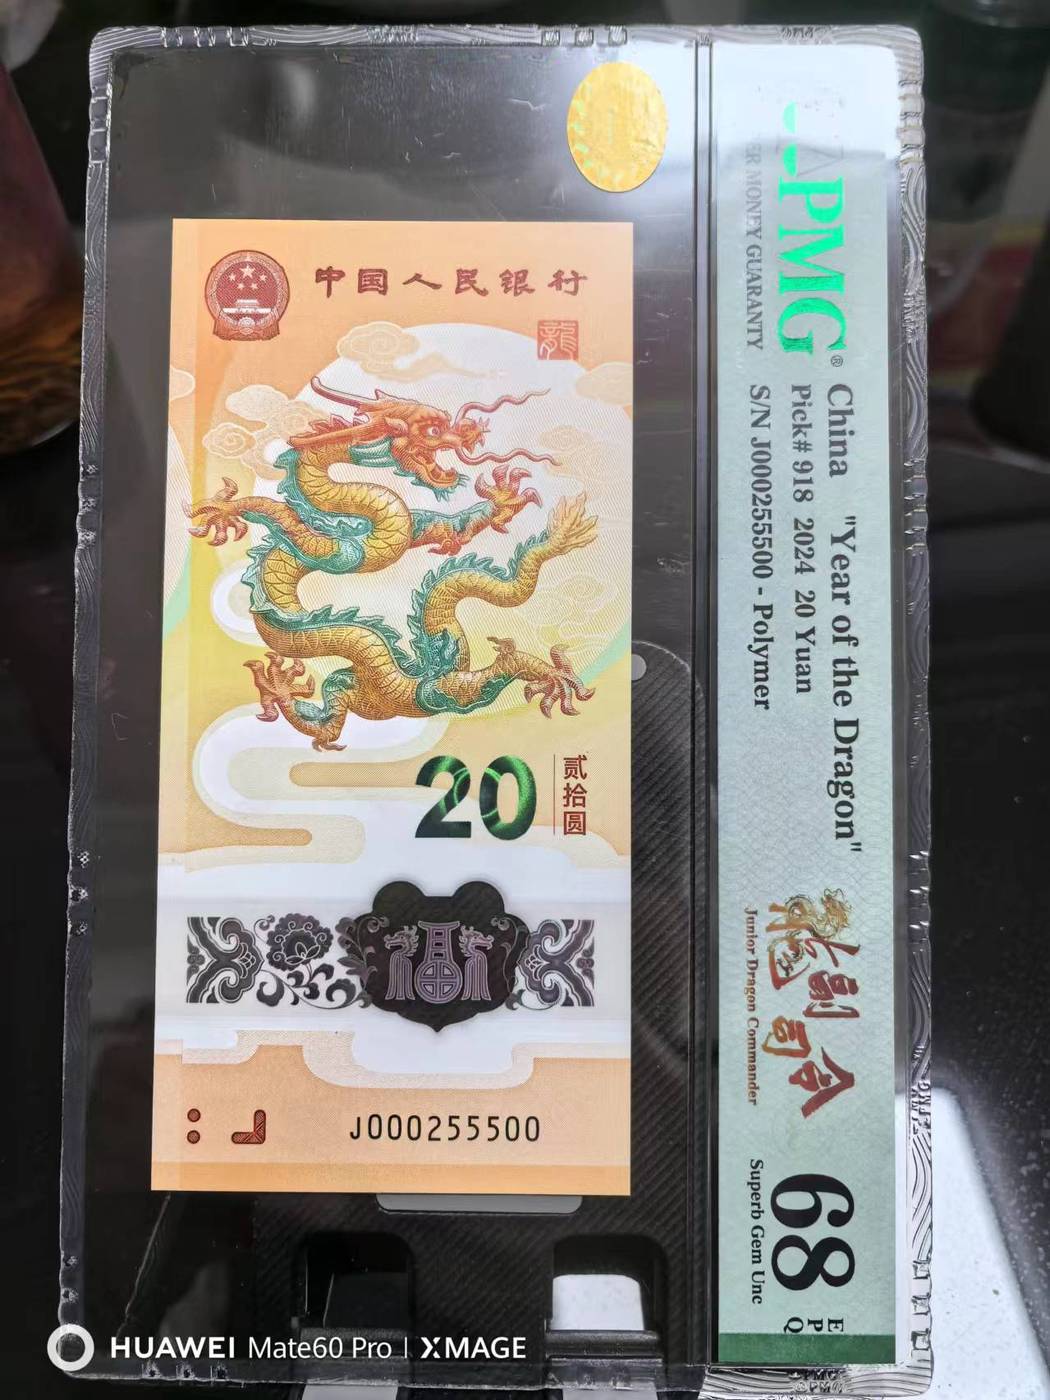 中国人民银行
龍
20
贰拾圆
J000255500
PMG®
ER MONEY GUARANTY
China "Year of the Dragon"
Pick# 918 2024 20 Yuan
S/N J000255500 - Polymer
龙副司令
Junior Dragon Commander
68 EPQ
Superb Gem Unc
HUAWEI Mate60 Pro | XMAGE